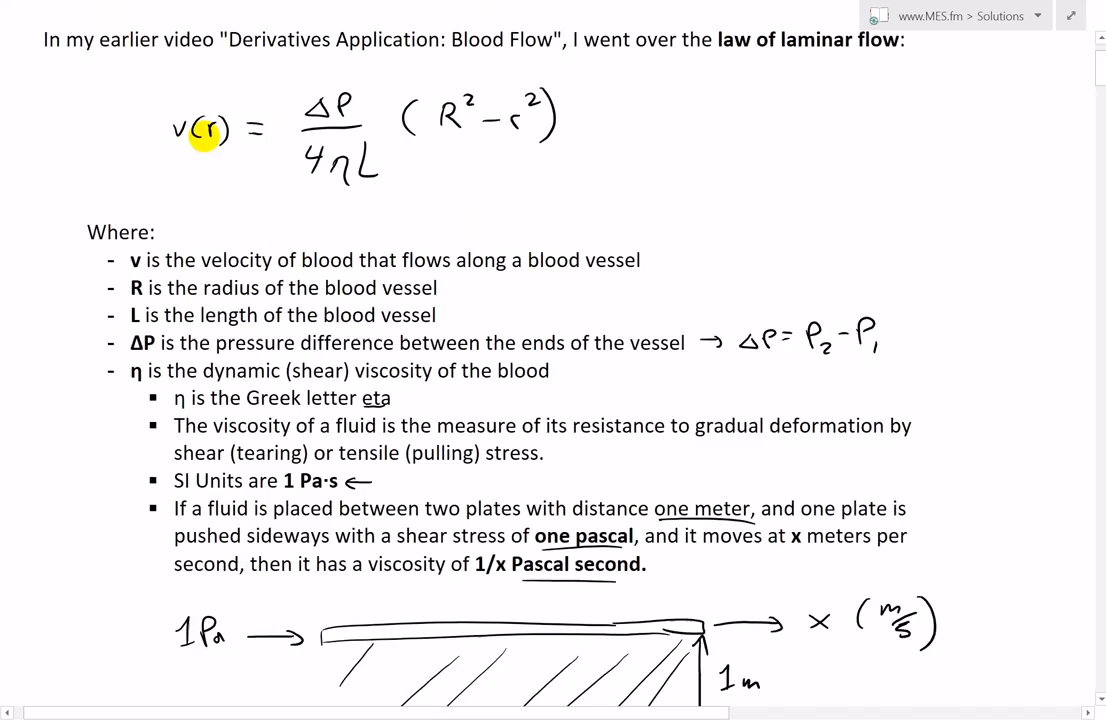 www.MES.fm > Solutions
In my earlier video "Derivatives Application: Blood Flow", I went over the law of laminar flow:
v(r) = ΔP / 4ηL (R² - r²)
Where:
- v is the velocity of blood that flows along a blood vessel
- R is the radius of the blood vessel
- L is the length of the blood vessel
- ΔP is the pressure difference between the ends of the vessel → ΔP = P₂ - P₁
- η is the dynamic (shear) viscosity of the blood
▪ η is the Greek letter eta
▪ The viscosity of a fluid is the measure of its resistance to gradual deformation by
shear (tearing) or tensile (pulling) stress.
▪ SI Units are 1 Pa·s ←
▪ If a fluid is placed between two plates with distance one meter, and one plate is
pushed sideways with a shear stress of one pascal, and it moves at x meters per
second, then it has a viscosity of 1/x Pascal second.
1Pa → → x (m/s)
1m